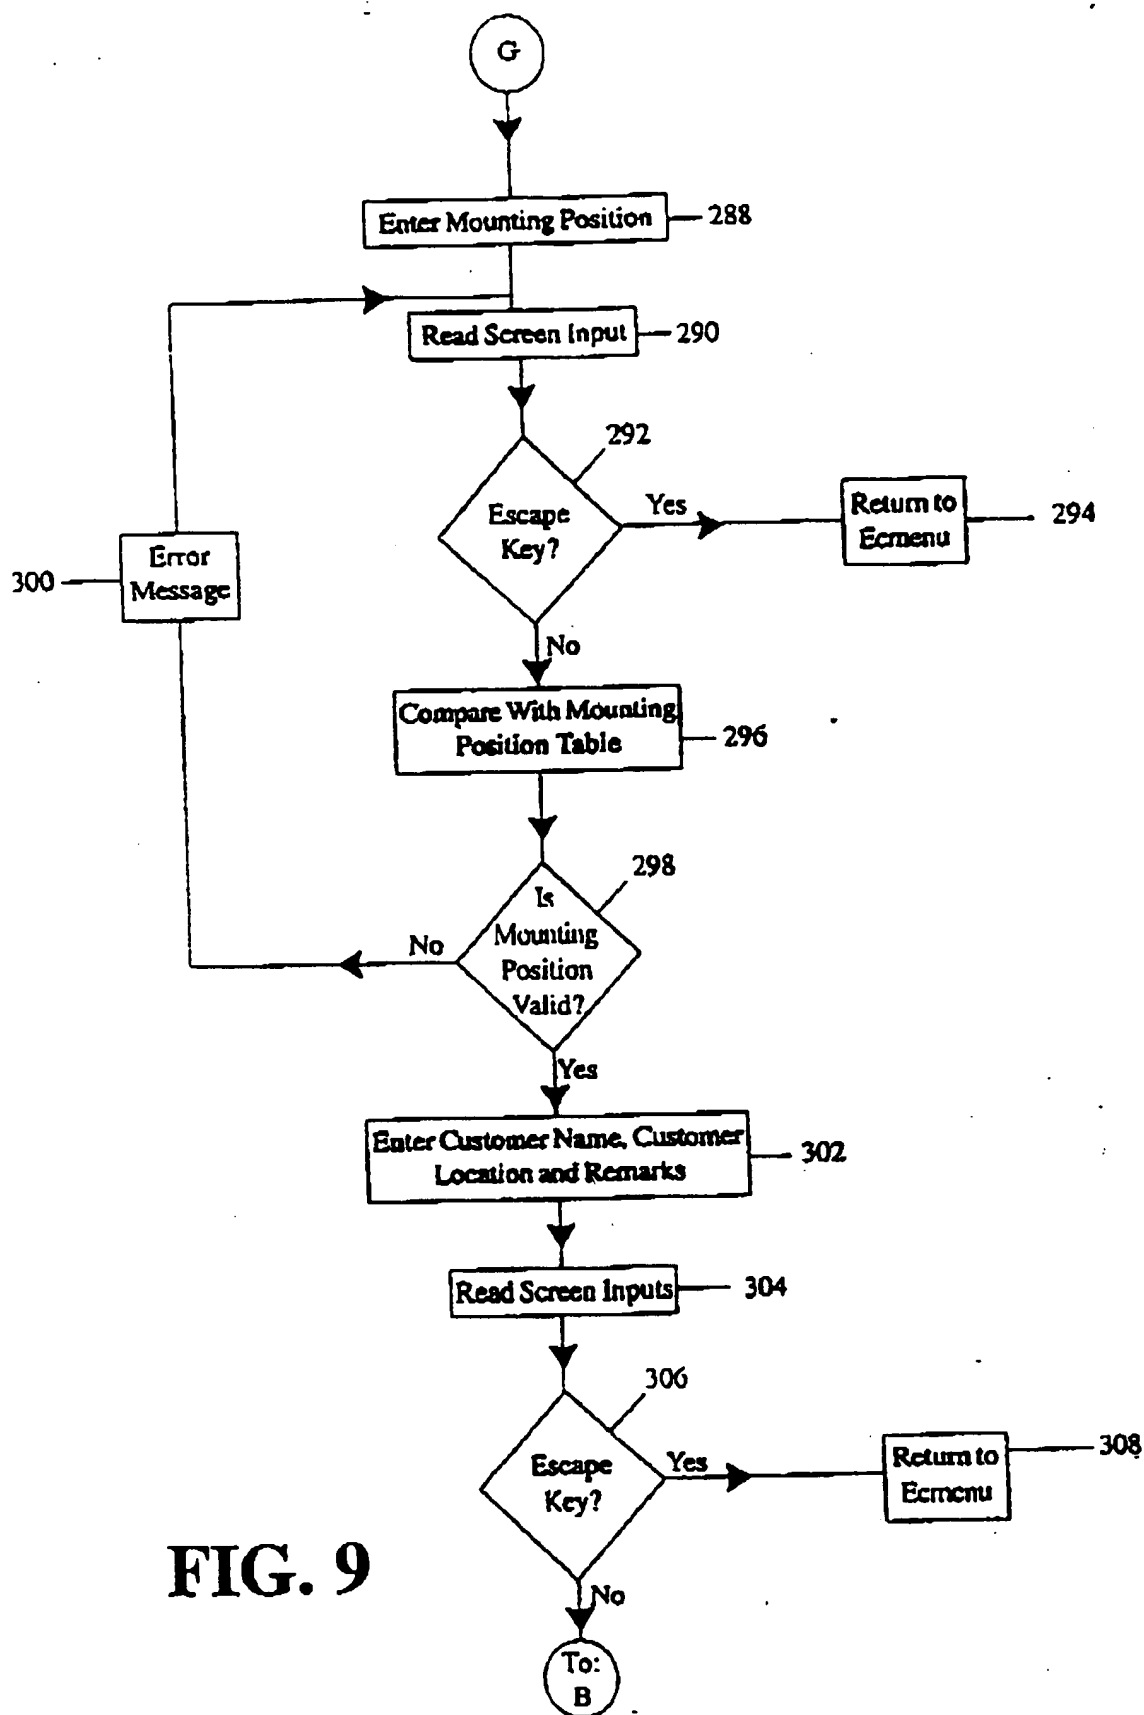 G
Enter Mounting Position
288
Read Screen Input
290
292
Escape
Key?
Yes
Return to
Ecmenu
294
Error
Message
300
No
Compare With Mounting
Position Table
296
298
Is
Mounting
Position
Valid?
No
Yes
Enter Customer Name, Customer
Location and Remarks
302
Read Screen Inputs
304
306
Escape
Key?
Yes
Return to
Ecmenu
308
No
FIG. 9
To:
B